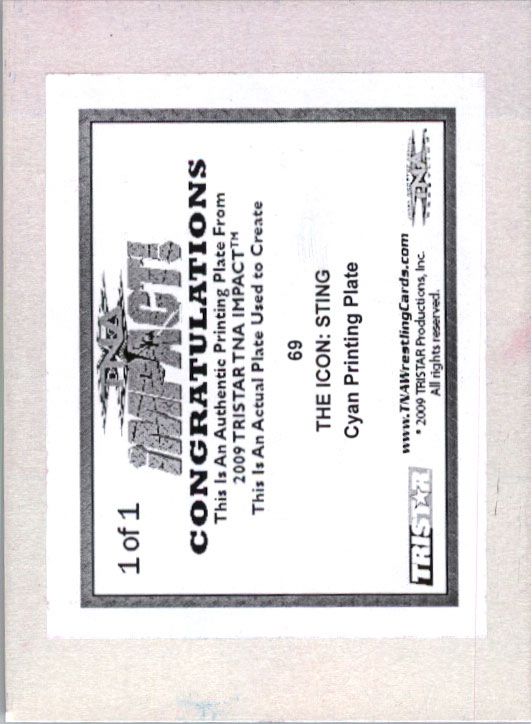 1 of 1
TNA
iMPACT!
CONGRATULATIONS
This Is An Authentic Printing Plate From
2009 TRISTAR TNA IMPACT™
This Is An Actual Plate Used to Create
69
THE ICON: STING
Cyan Printing Plate
TRISTAR
www.TNAWrestlingCards.com
* 2009 TRISTAR Productions, Inc.
All rights reserved.
TNA